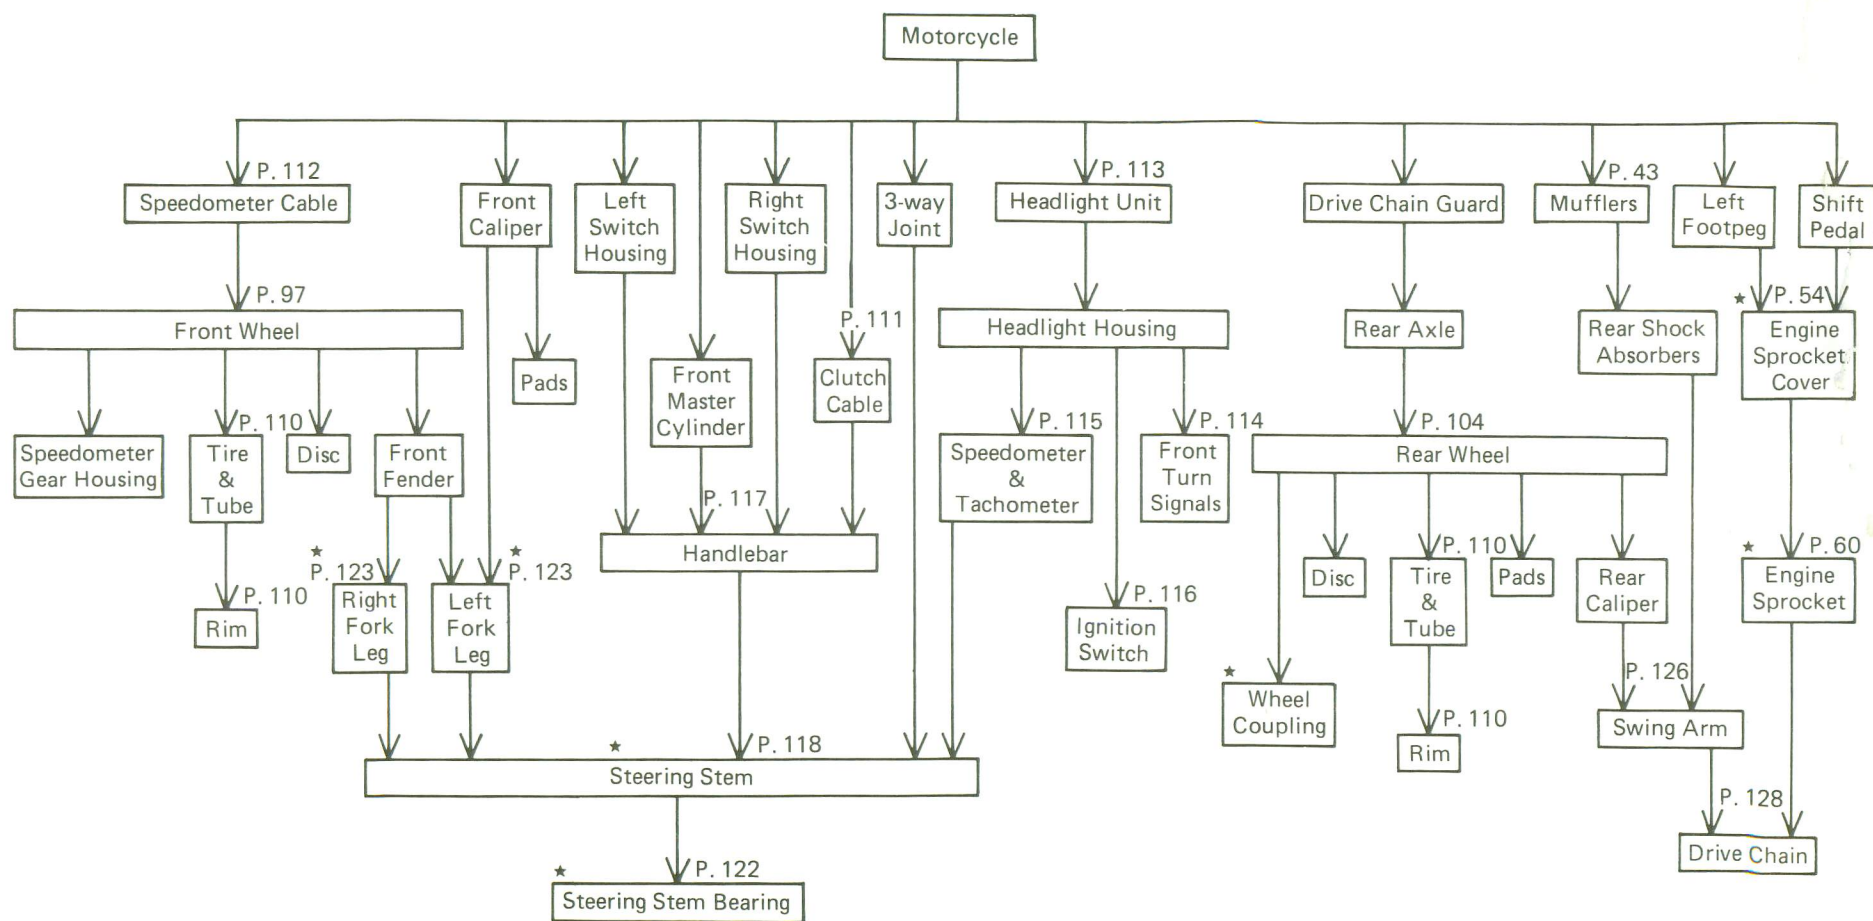 Motorcycle
P. 112
Speedometer Cable
Front
Caliper
Left
Switch
Housing
Right
Switch
Housing
3-way
Joint
P. 113
Headlight Unit
Drive Chain Guard
P. 43
Mufflers
Left
Footpeg
Shift
Pedal
P. 97
Front Wheel
Pads
Front
Master
Cylinder
P. 111
Clutch
Cable
Headlight Housing
Rear Axle
Rear Shock
Absorbers
★ P. 54
Engine
Sprocket
Cover
Speedometer
Gear Housing
P. 110
Tire
&
Tube
Disc
Front
Fender
P. 115
Speedometer
&
Tachometer
P. 114
Front
Turn
Signals
P. 104
Rear Wheel
P. 117
Handlebar
P. 110
Rim
★
P. 123
Right
Fork
Leg
★
P. 123
Left
Fork
Leg
P. 116
Ignition
Switch
Disc
P. 110
Tire
&
Tube
Pads
Rear
Caliper
★ P. 60
Engine
Sprocket
★
Wheel
Coupling
P. 110
Rim
P. 126
Swing Arm
★ P. 118
Steering Stem
P. 128
Drive Chain
★ P. 122
Steering Stem Bearing